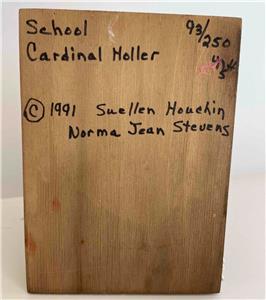 School
Cardinal Holler
93/250
© 1991 Suellen Houchin
Norma Jean Stevens